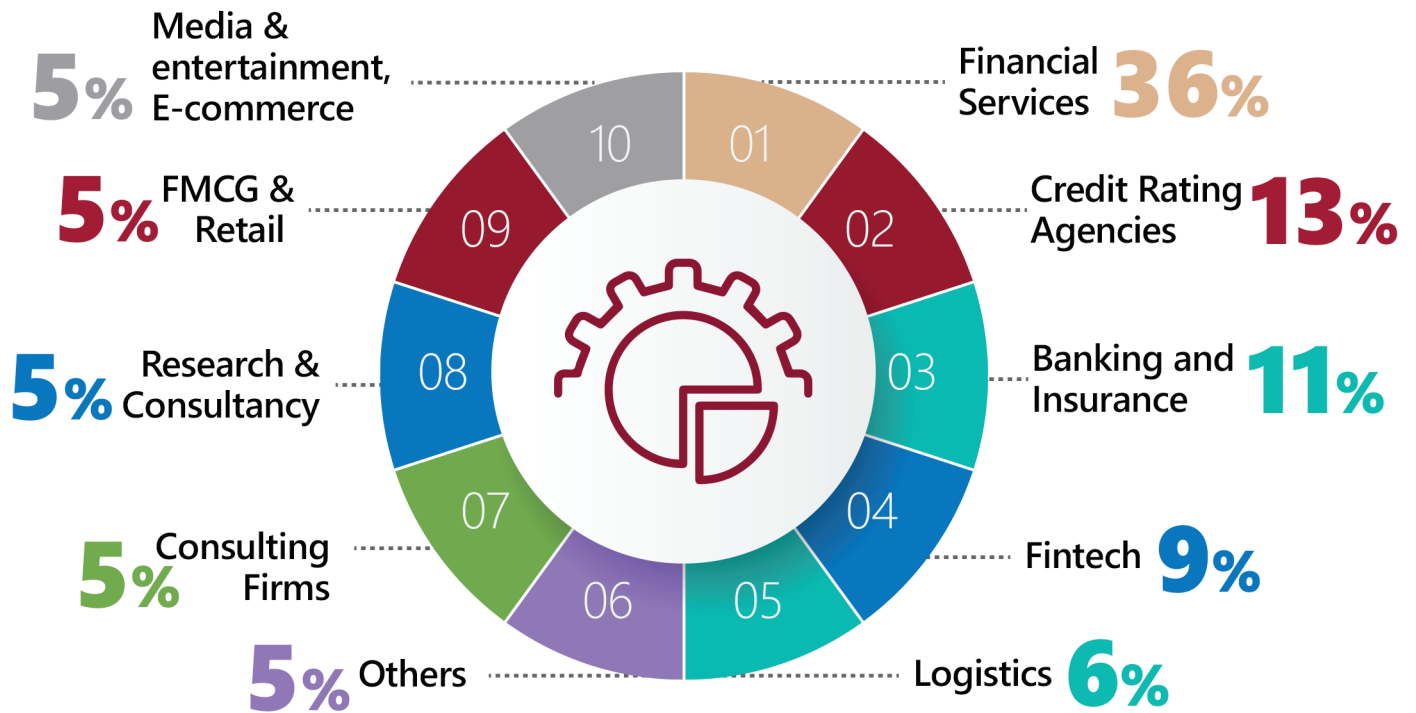 Media &
entertainment,
E-commerce
5%
Financial
Services
36%
FMCG &
Retail
5%
Credit Rating
Agencies
13%
Research &
Consultancy
5%
Banking and
Insurance
11%
Consulting
Firms
5%
Fintech 9%
5% Others
Logistics 6%
10
01
09
02
08
03
07
04
06
05